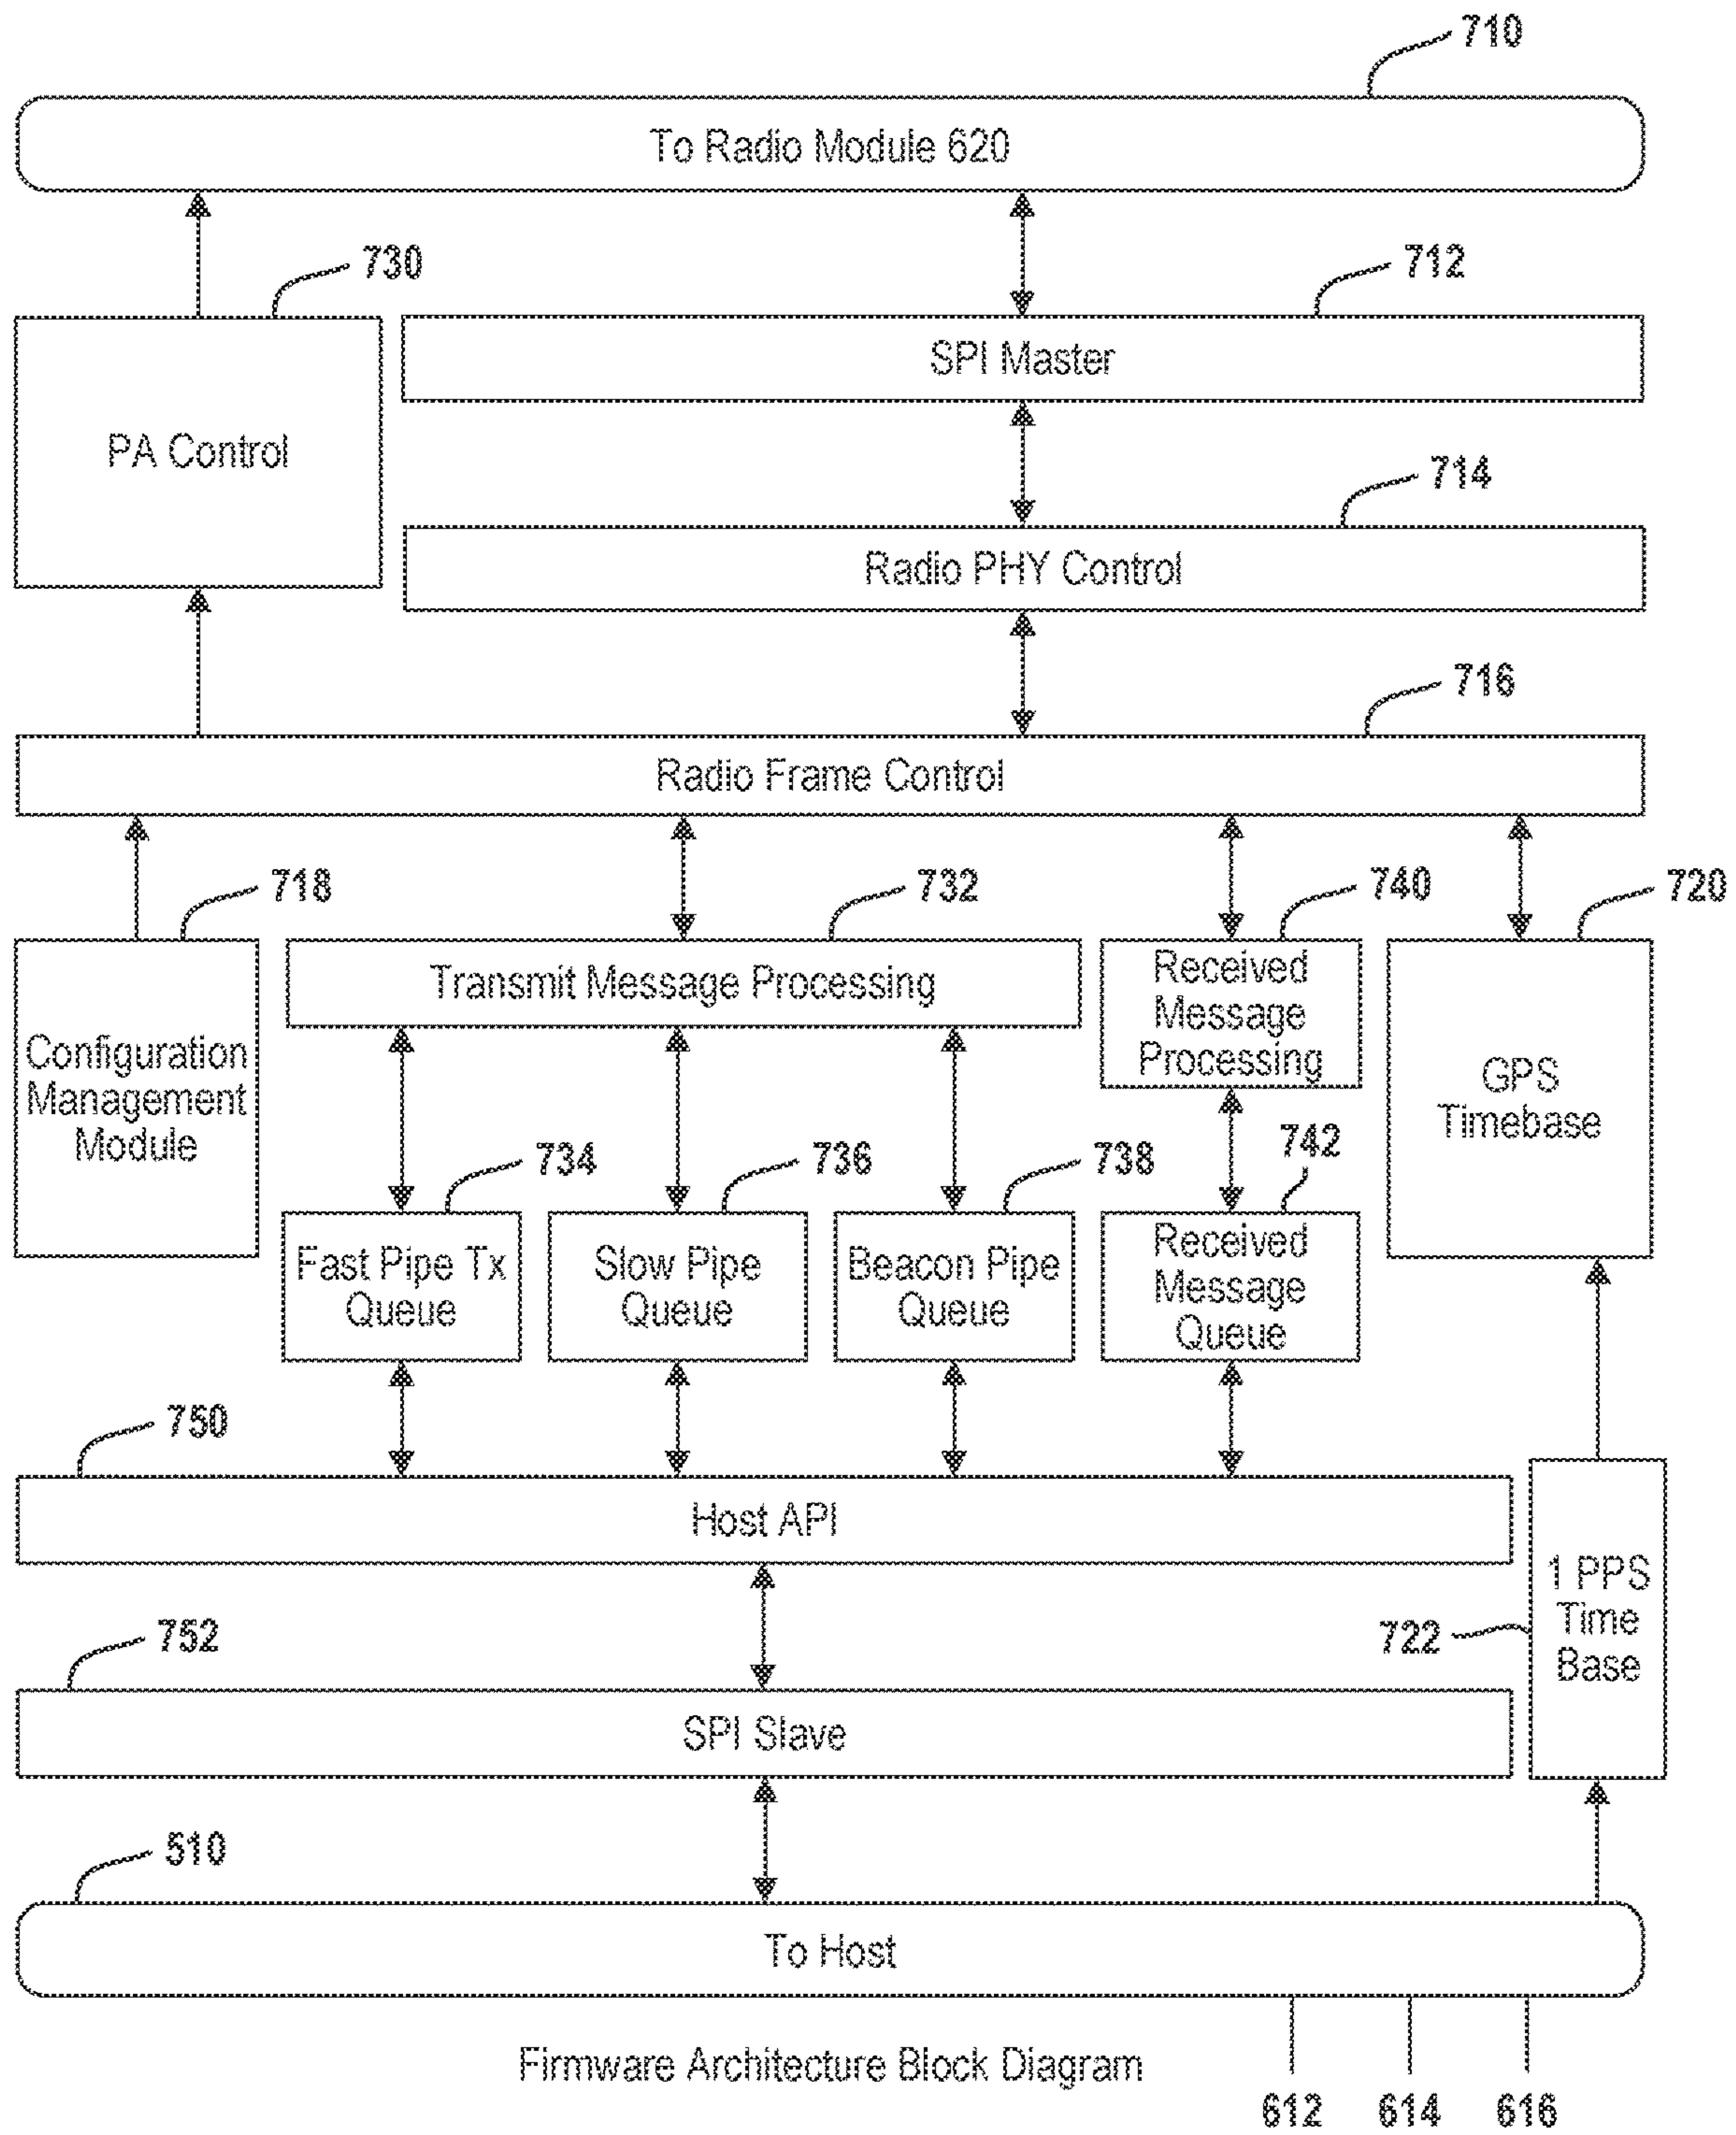 710
To Radio Module 620
730
712
SPI Master
PA Control
714
Radio PHY Control
716
Radio Frame Control
718
732
740
720
Transmit Message Processing
Received
Message
Processing
Configuration
Management
Module
GPS
Timebase
734
736
738
742
Fast Pipe Tx
Queue
Slow Pipe
Queue
Beacon Pipe
Queue
Received
Message
Queue
750
Host API
1 PPS
Time
Base
722
752
SPI Slave
510
To Host
Firmware Architecture Block Diagram
612
614
616